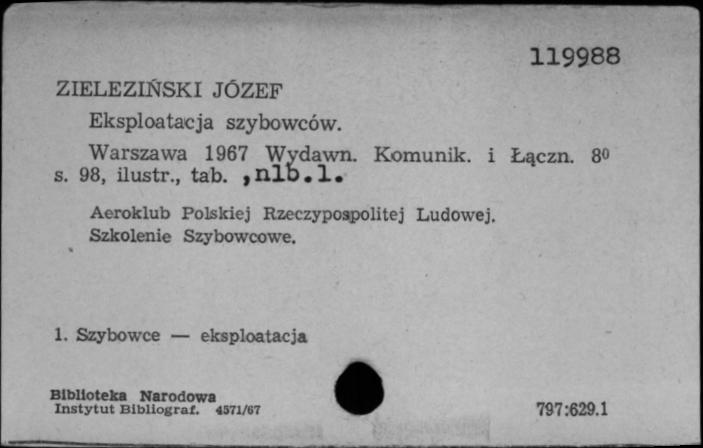 119988
ZIELEZIŃSKI JÓZEF
Eksploatacja szybowców.
Warszawa 1967 Wydawn. Komunik. i Łączn. 8⁰
s. 98, ilustr., tab. ,nlb.1.
Aeroklub Polskiej Rzeczypospolitej Ludowej.
Szkolenie Szybowcowe.
1. Szybowce — eksploatacja
Biblioteka Narodowa
Instytut Bibliograf. 4571/67
797:629.1